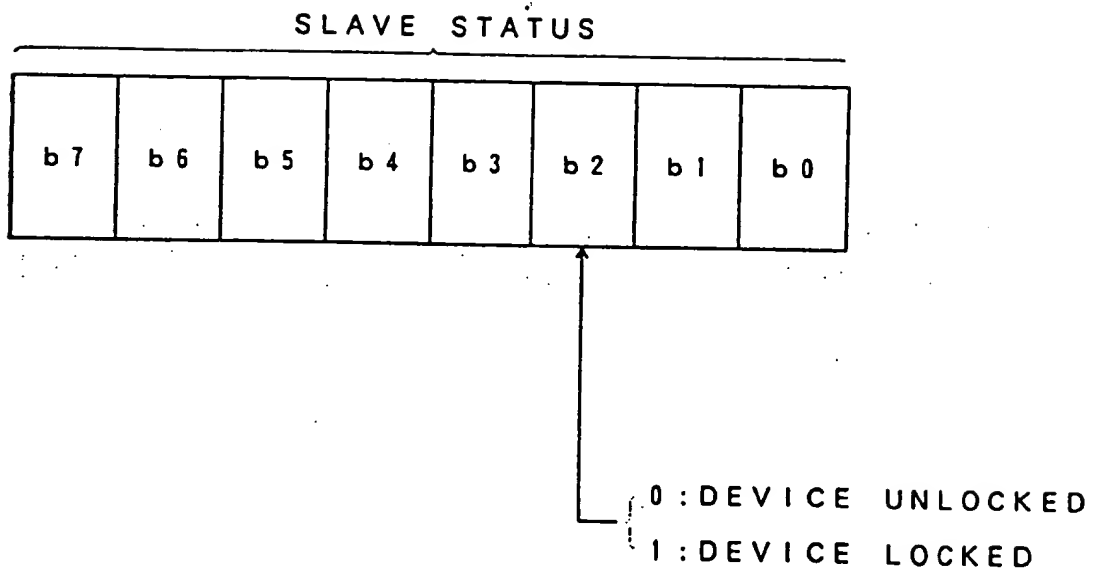 SLAVE STATUS
b7 b6 b5 b4 b3 b2 b1 b0
0:DEVICE UNLOCKED
1:DEVICE LOCKED